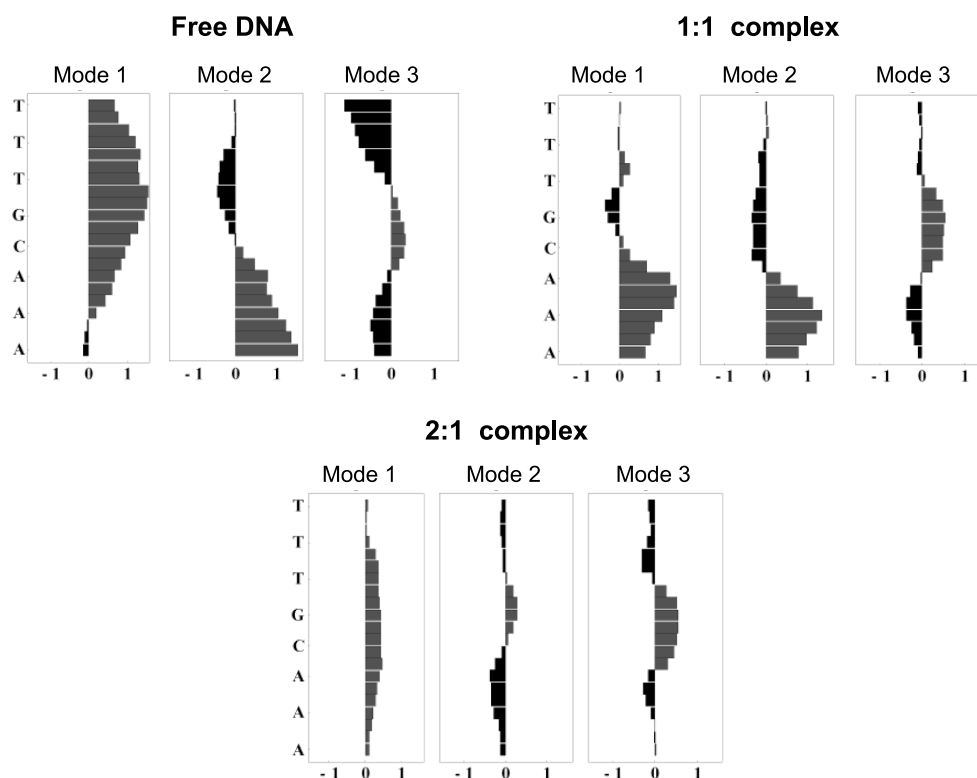 Free DNA
Mode 1 Mode 2 Mode 3
T
T
T
G
C
A
A
A
- 1 0 1 - 1 0 1 - 1 0 1
1:1 complex
Mode 1 Mode 2 Mode 3
T
T
T
G
C
A
A
A
- 1 0 1 - 1 0 1 - 1 0 1
2:1 complex
Mode 1 Mode 2 Mode 3
T
T
T
G
C
A
A
A
- 1 0 1 - 1 0 1 - 1 0 1